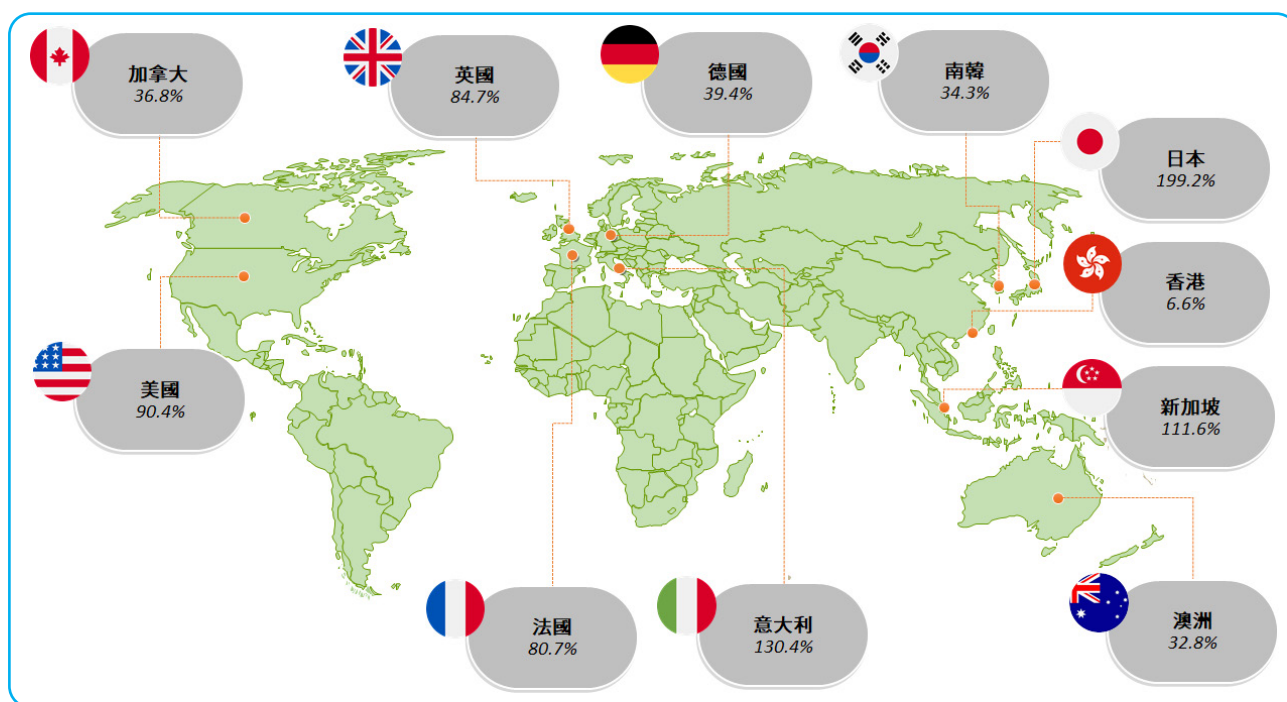 加拿大
36.8%
英國
84.7%
德國
39.4%
南韓
34.3%
日本
199.2%
香港
6.6%
美國
90.4%
新加坡
111.6%
法國
80.7%
意大利
130.4%
澳洲
32.8%